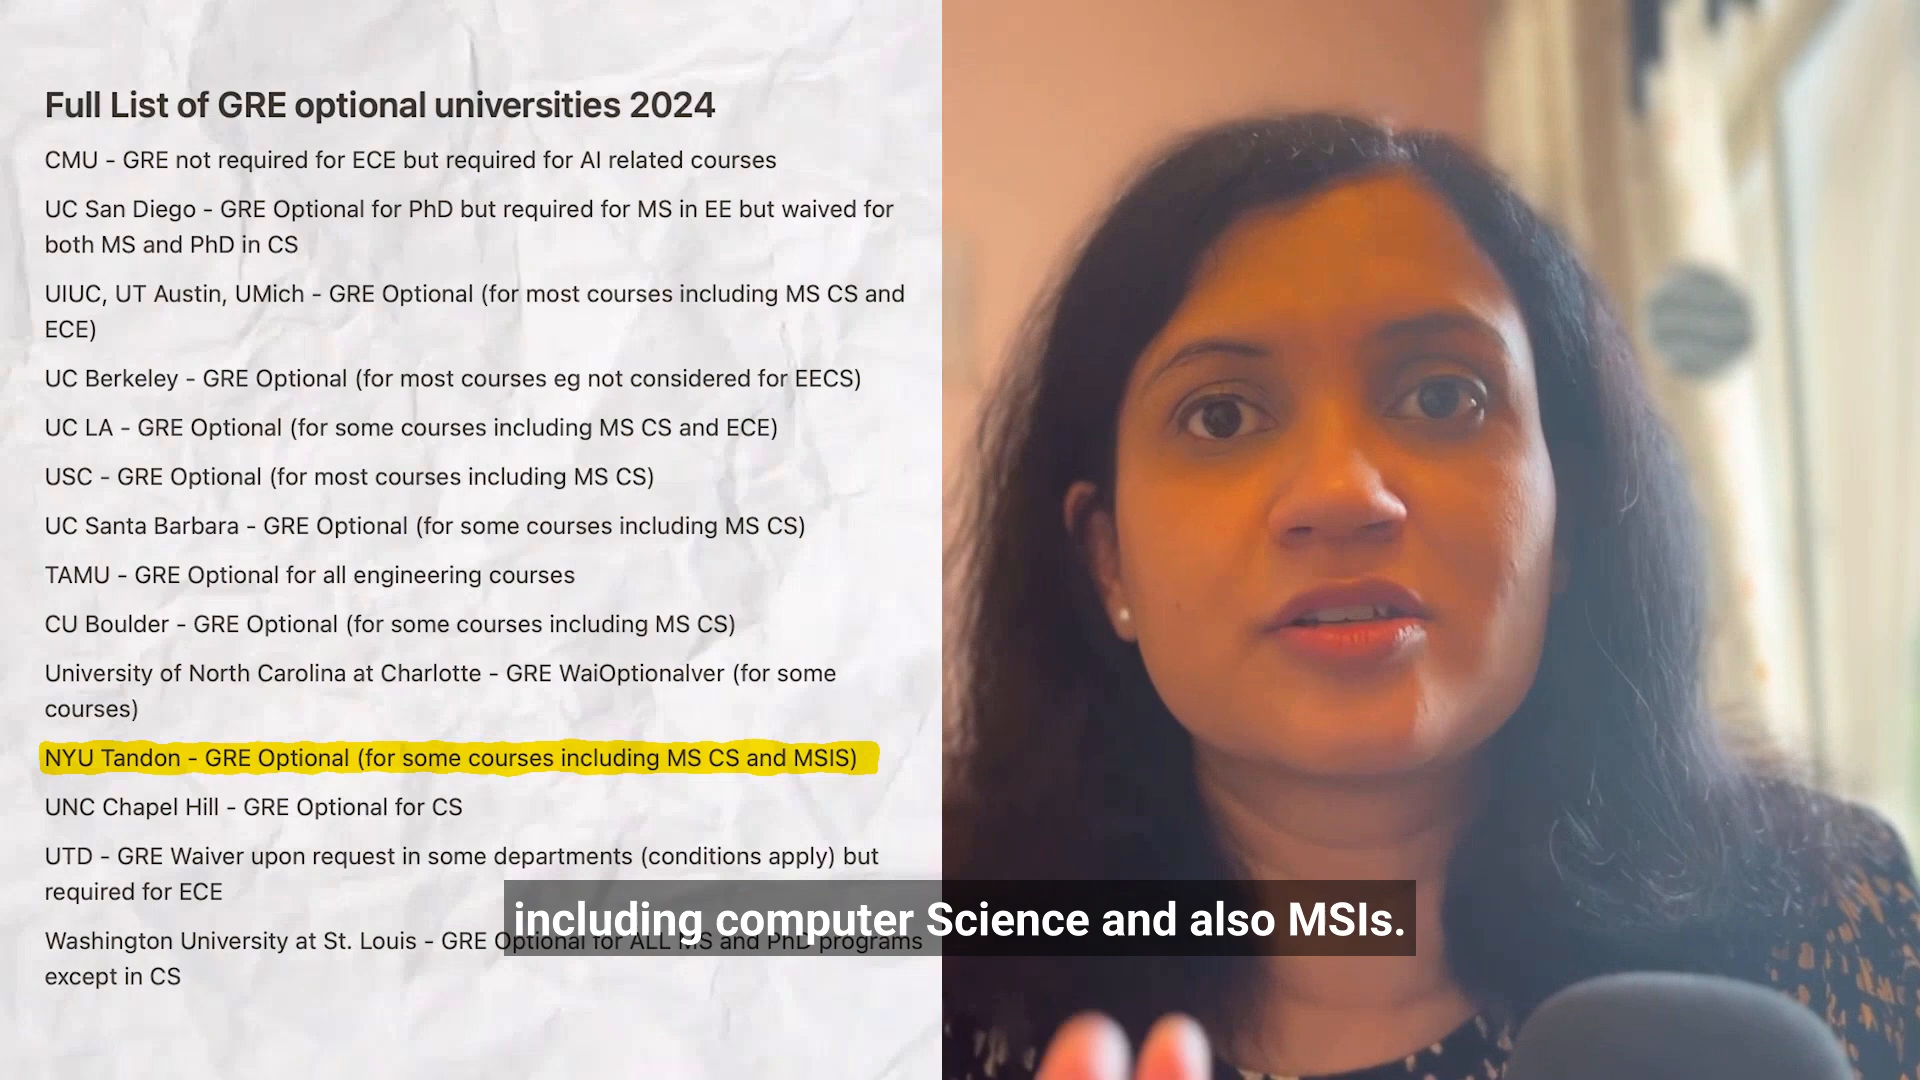 Full List of GRE optional universities 2024
CMU - GRE not required for ECE but required for AI related courses
UC San Diego - GRE Optional for PhD but required for MS in EE but waived for
both MS and PhD in CS
UIUC, UT Austin, UMich - GRE Optional (for most courses including MS CS and
ECE)
UC Berkeley - GRE Optional (for most courses eg not considered for EECS)
UC LA - GRE Optional (for some courses including MS CS and ECE)
USC - GRE Optional (for most courses including MS CS)
UC Santa Barbara - GRE Optional (for some courses including MS CS)
TAMU - GRE Optional for all engineering courses
CU Boulder - GRE Optional (for some courses including MS CS)
University of North Carolina at Charlotte - GRE WaiOptionalver (for some
courses)
NYU Tandon - GRE Optional (for some courses including MS CS and MSIS)
UNC Chapel Hill - GRE Optional for CS
UTD - GRE Waiver upon request in some departments (conditions apply) but
required for ECE
Washington University at St. Louis - GRE Optional for ALL MS and PhD programs
except in CS
including computer Science and also MSIs.